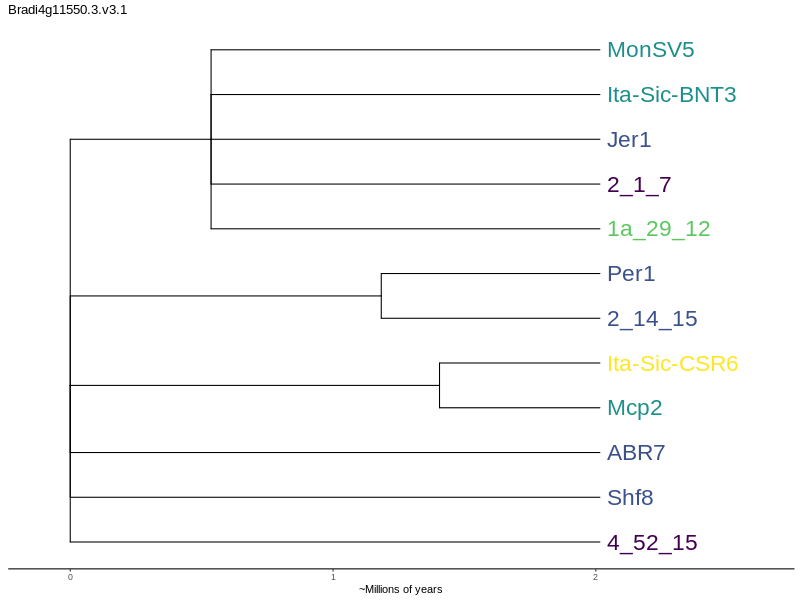 Bradi4g11550.3.v3.1
MonSV5
Ita-Sic-BNT3
Jer1
2_1_7
1a_29_12
Per1
2_14_15
Ita-Sic-CSR6
Mcp2
ABR7
Shf8
4_52_15
0 1 2
~Millions of years